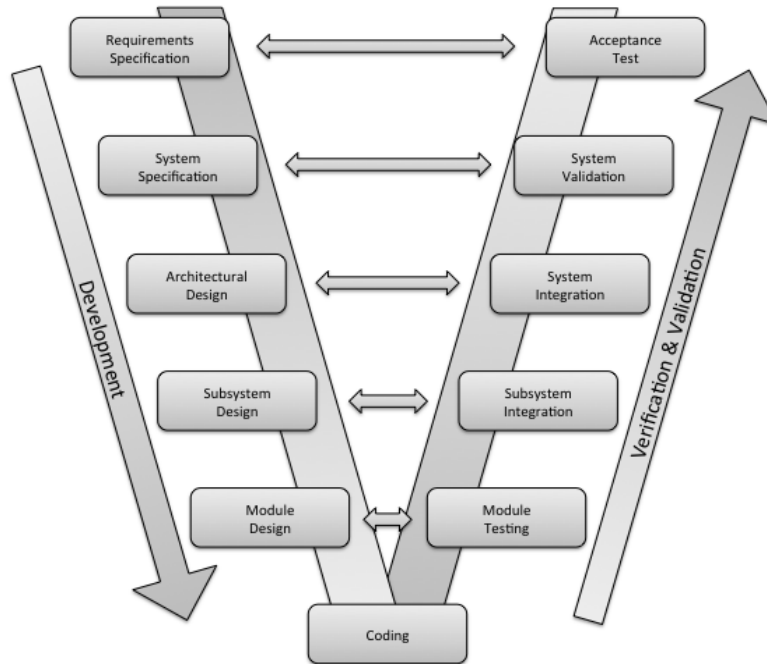 Requirements
Specification
Acceptance
Test
System
Specification
System
Validation
Architectural
Design
System
Integration
Development
Verification & Validation
Subsystem
Design
Subsystem
Integration
Module
Design
Module
Testing
Coding